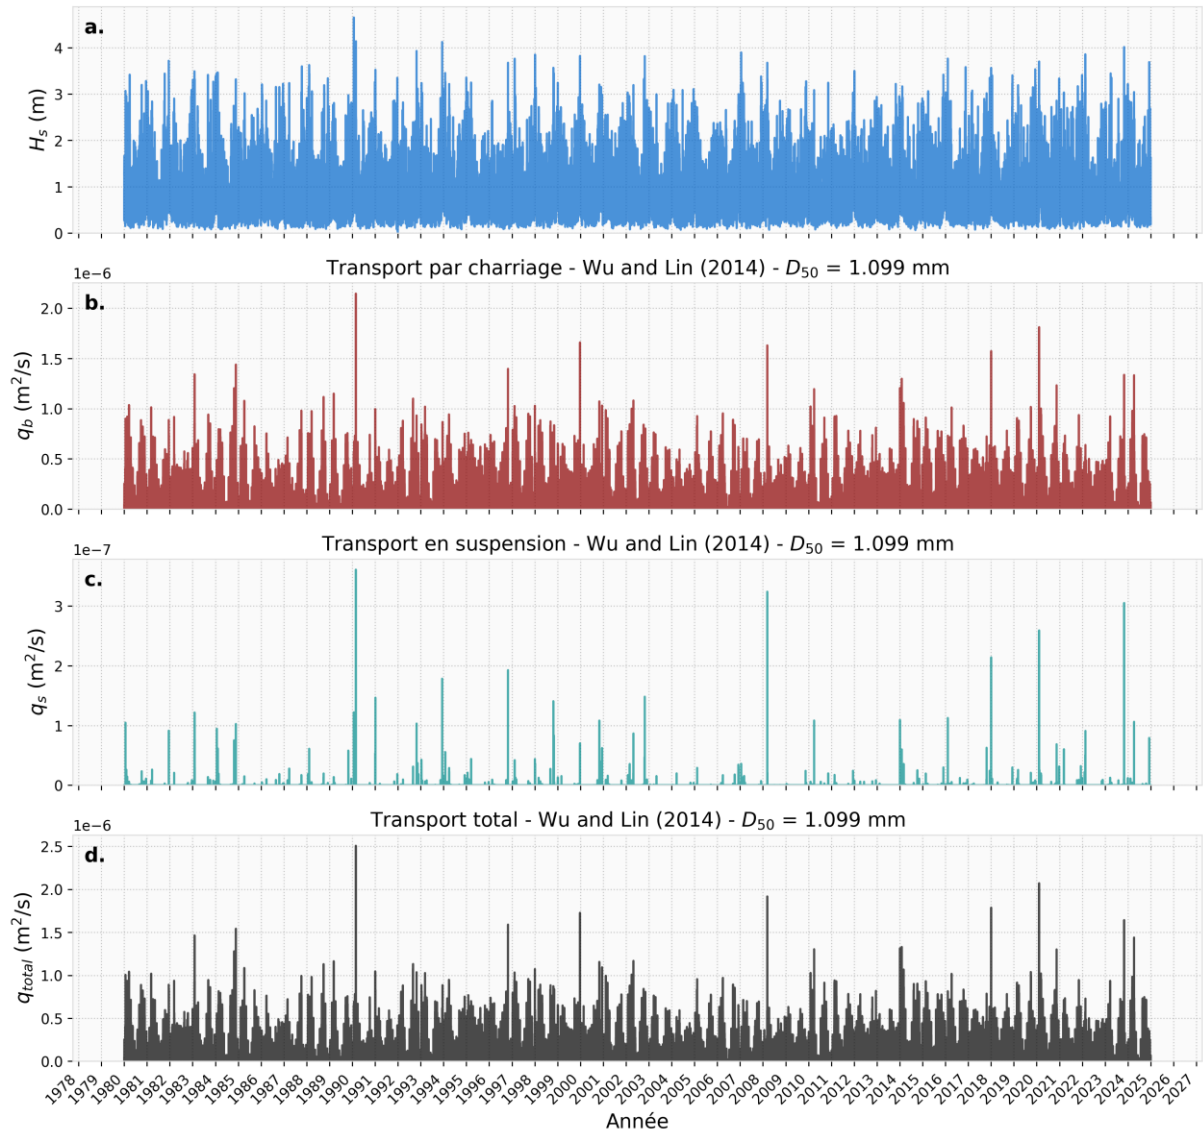 a.
H_s (m)
4
3
2
1
0
Transport par charriage - Wu and Lin (2014) - D_50 = 1.099 mm
1e-6
b.
q_b (m²/s)
2.0
1.5
1.0
0.5
0.0
Transport en suspension - Wu and Lin (2014) - D_50 = 1.099 mm
1e-7
c.
q_s (m²/s)
3
2
1
0
Transport total - Wu and Lin (2014) - D_50 = 1.099 mm
1e-6
d.
q_total (m²/s)
2.5
2.0
1.5
1.0
0.5
0.0
1978 1979 1980 1981 1982 1983 1984 1985 1986 1987 1988 1989 1990 1991 1992 1993 1994 1995 1996 1997 1998 1999 2000 2001 2002 2003 2004 2005 2006 2007 2008 2009 2010 2011 2012 2013 2014 2015 2016 2017 2018 2019 2020 2021 2022 2023 2024 2025 2026 2027
Année